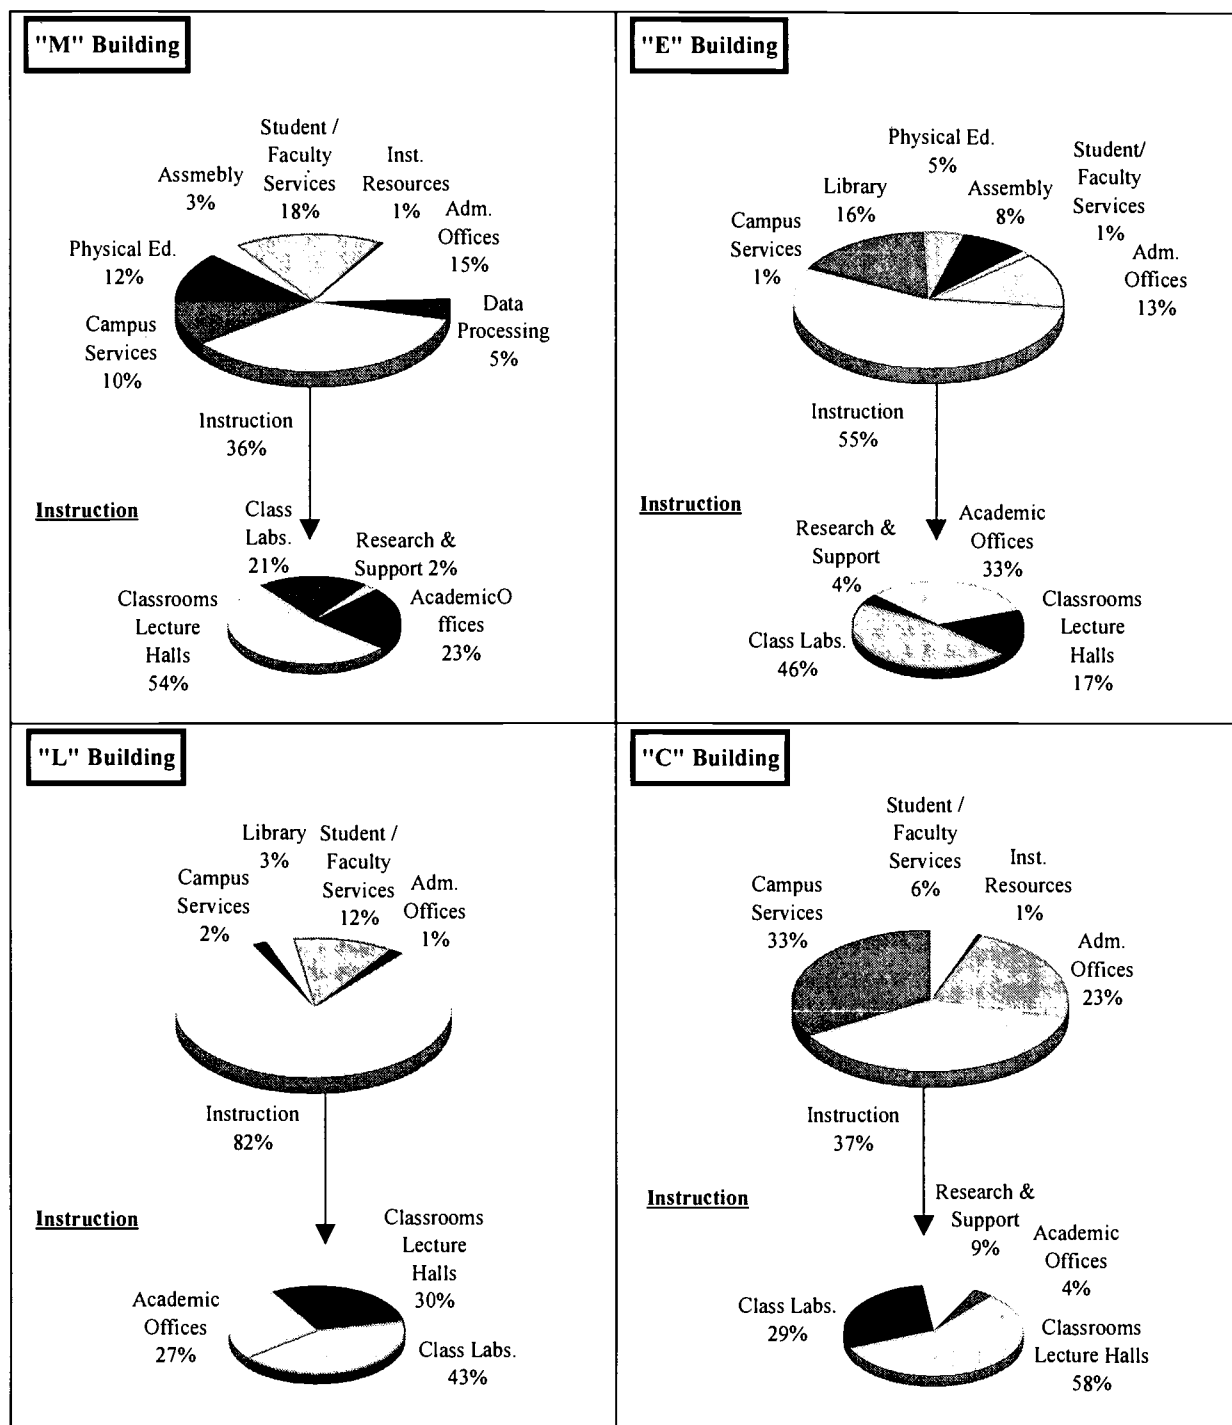 "M" Building
Student /
Faculty
Services
18%
Inst.
Resources
1%
Assmebly
3%
Adm.
Offices
15%
Physical Ed.
12%
Data
Processing
5%
Campus
Services
10%
Instruction
36%
Instruction
Class
Labs.
21%
Research &
Support 2%
Classrooms
Lecture
Halls
54%
AcademicO
ffices
23%
"E" Building
Physical Ed.
5%
Student/
Faculty
Services
1%
Library
16%
Assembly
8%
Campus
Services
1%
Adm.
Offices
13%
Instruction
55%
Instruction
Research &
Support
4%
Academic
Offices
33%
Classrooms
Lecture
Halls
17%
Class Labs.
46%
"L" Building
Library
3%
Student /
Faculty
Services
12%
Campus
Services
2%
Adm.
Offices
1%
Instruction
82%
Instruction
Classrooms
Lecture
Halls
30%
Academic
Offices
27%
Class Labs.
43%
"C" Building
Student /
Faculty
Services
6%
Inst.
Resources
1%
Campus
Services
33%
Adm.
Offices
23%
Instruction
37%
Instruction
Research &
Support
9%
Academic
Offices
4%
Class Labs.
29%
Classrooms
Lecture Halls
58%